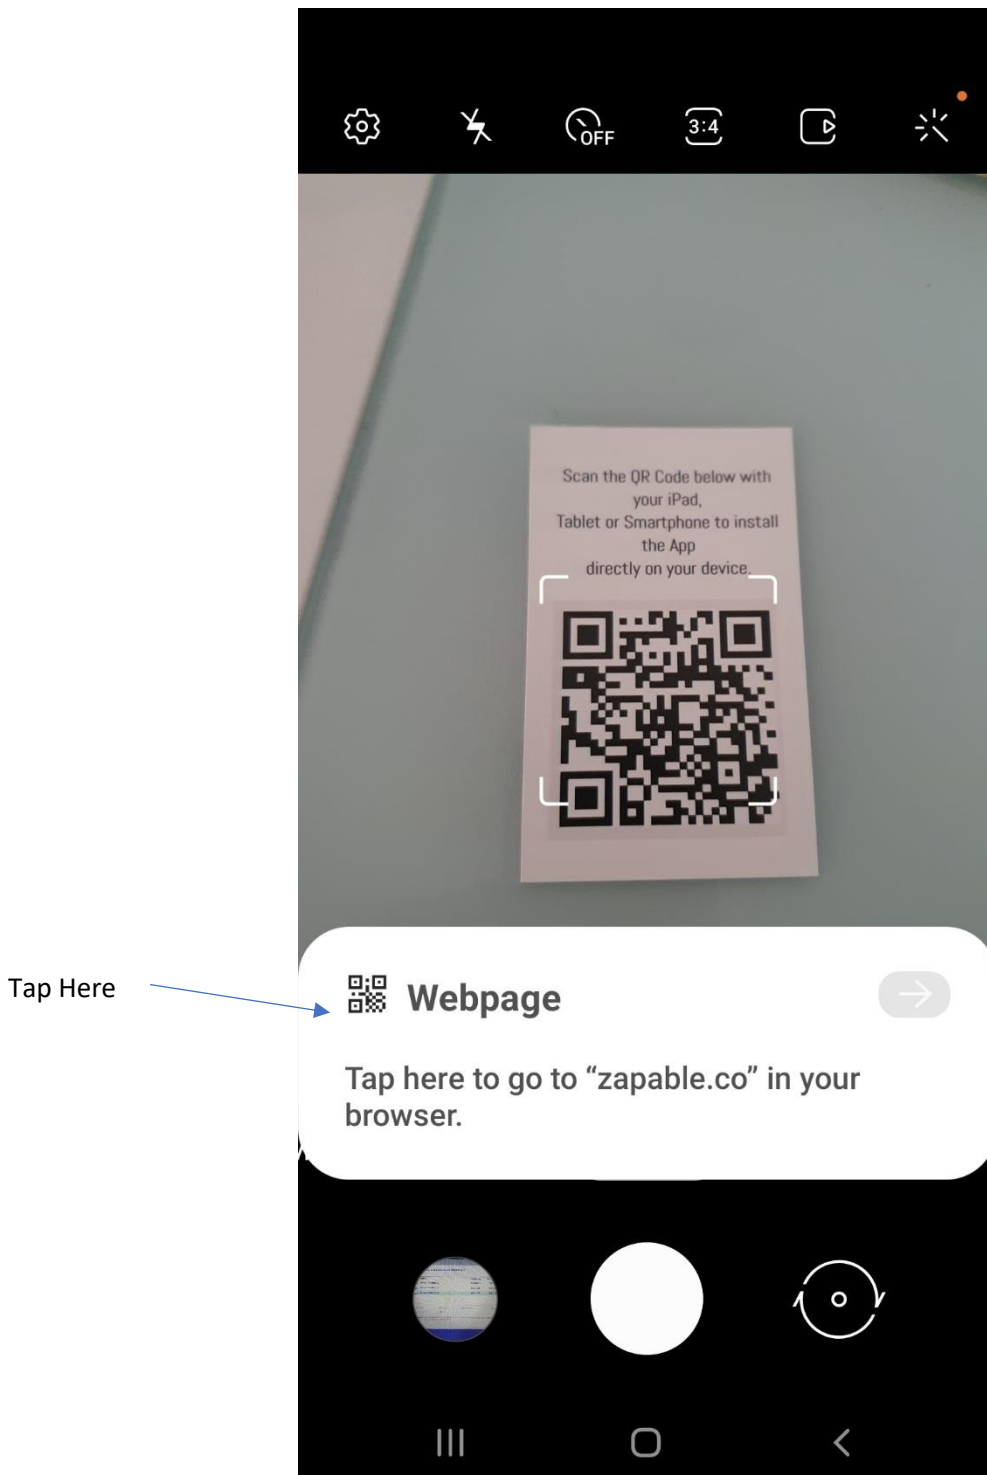 OFF
3:4
Scan the QR Code below with
your iPad,
Tablet or Smartphone to install
the App
directly on your device.
Tap Here
Webpage
Tap here to go to “zapable.co” in your
browser.